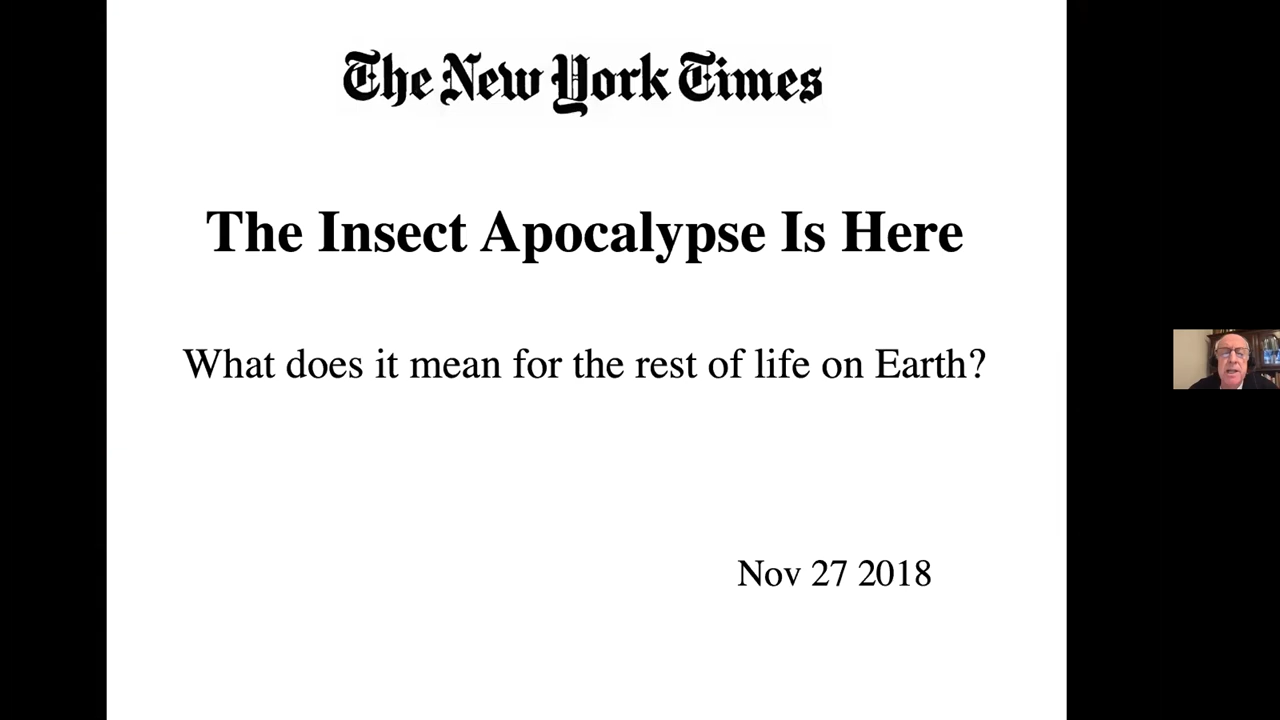 The New York Times
The Insect Apocalypse Is Here
What does it mean for the rest of life on Earth?
Nov 27 2018